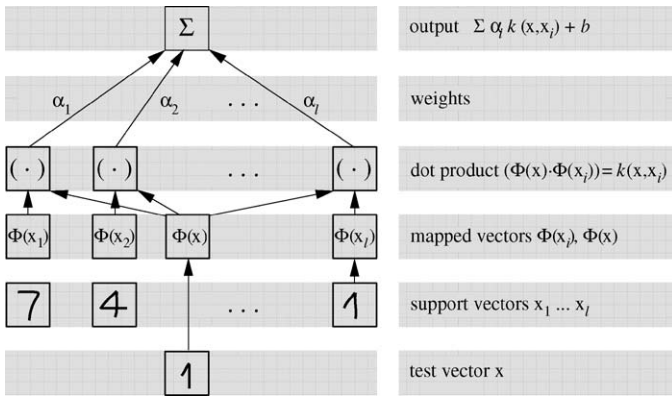 Σ output Σ αᵢ k (x,xᵢ) + b
α₁ α₂ . . . αₗ weights
(·) (·) . . . (·) dot product (Φ(x)·Φ(xᵢ)) = k(x,xᵢ)
Φ(x₁) Φ(x₂) Φ(x) Φ(xₗ) mapped vectors Φ(xᵢ), Φ(x)
7 4 . . . 1 support vectors x₁ ... xₗ
1 test vector x